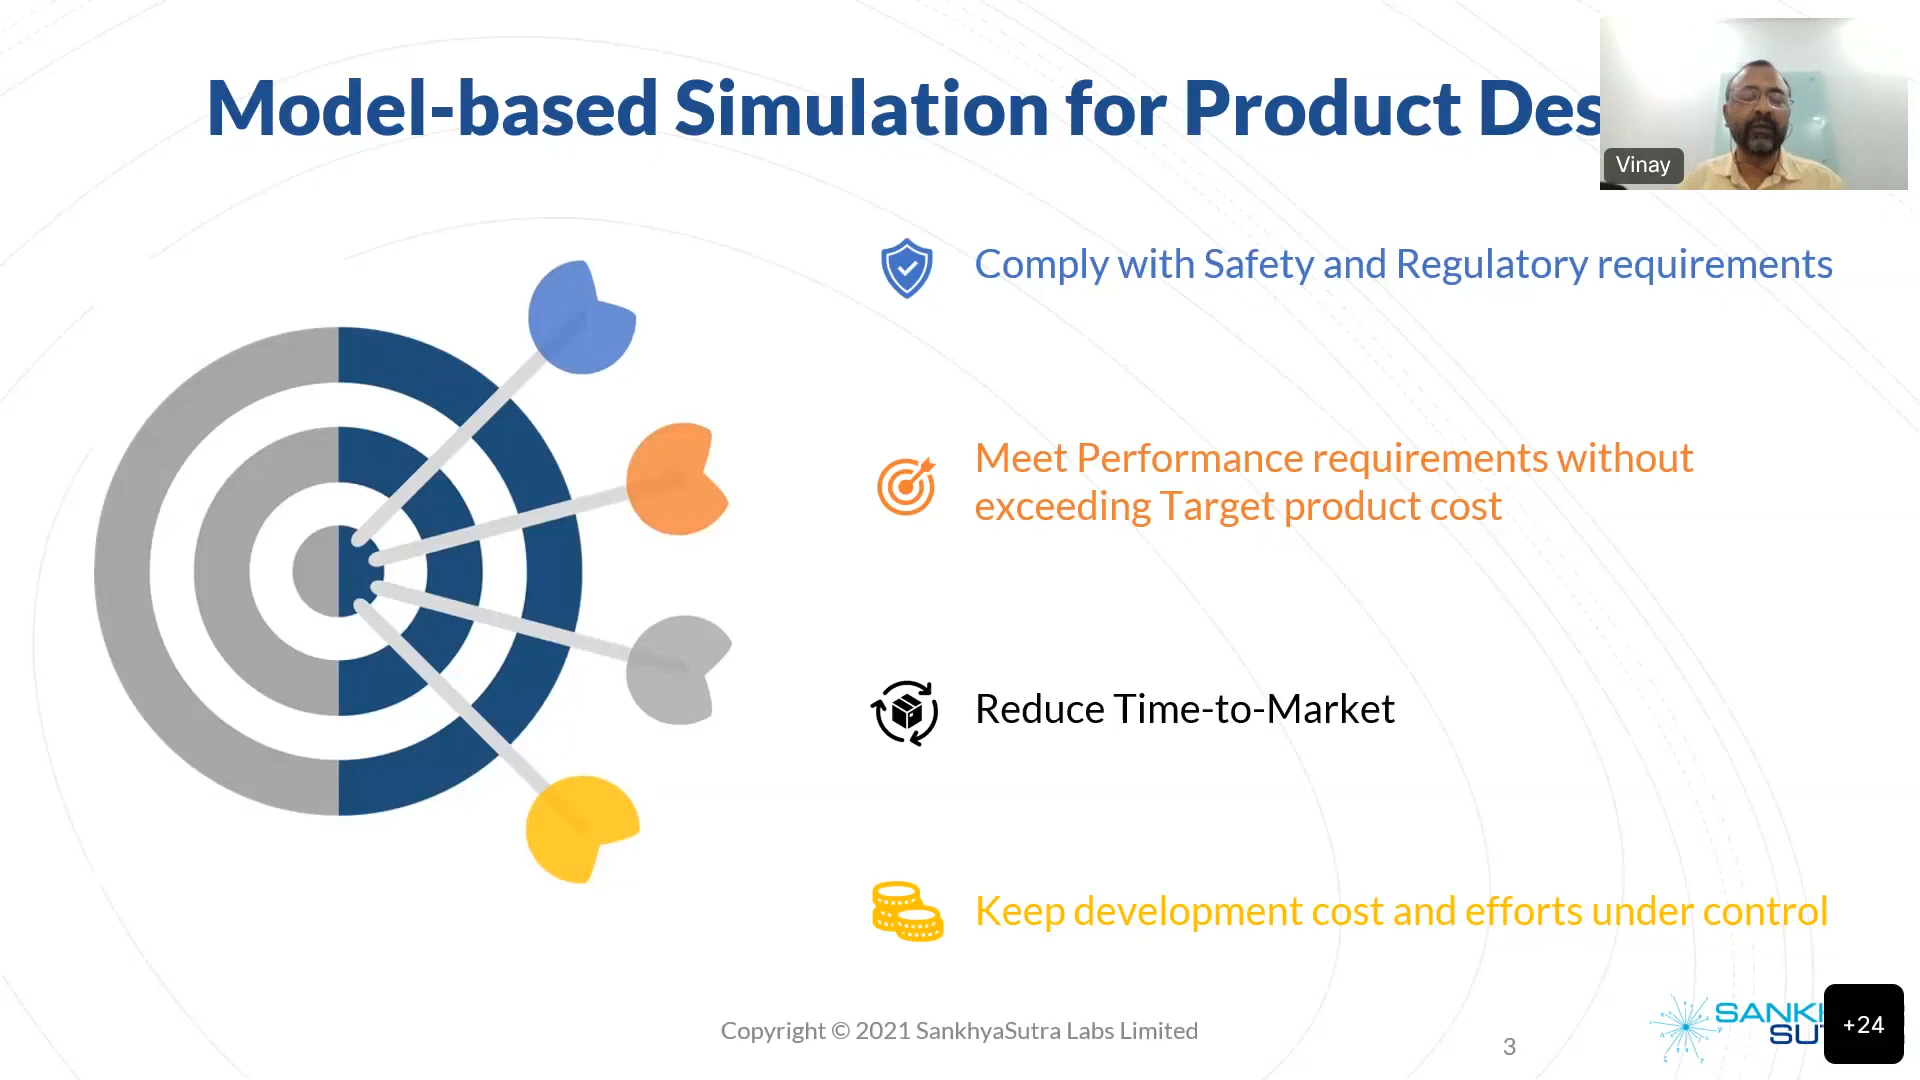 Model-based Simulation for Product Des
Vinay
Comply with Safety and Regulatory requirements
Meet Performance requirements without
exceeding Target product cost
Reduce Time-to-Market
Keep development cost and efforts under control
Copyright © 2021 SankhyaSutra Labs Limited
3
SANKH
SUT
+24